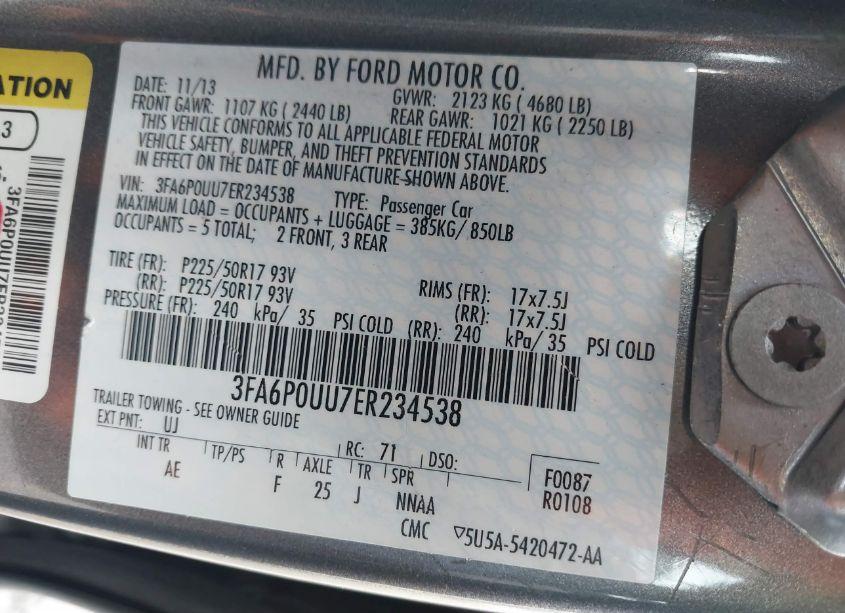 ATION
3
3FA6P0UU7ER234538
MFD. BY FORD MOTOR CO.
DATE: 11/13 GVWR: 2123 KG ( 4680 LB)
FRONT GAWR: 1107 KG ( 2440 LB) REAR GAWR: 1021 KG ( 2250 LB)
THIS VEHICLE CONFORMS TO ALL APPLICABLE FEDERAL MOTOR
VEHICLE SAFETY, BUMPER, AND THEFT PREVENTION STANDARDS
IN EFFECT ON THE DATE OF MANUFACTURE SHOWN ABOVE.
VIN: 3FA6P0UU7ER234538 TYPE: Passenger Car
MAXIMUM LOAD = OCCUPANTS + LUGGAGE = 385KG/ 850LB
OCCUPANTS = 5 TOTAL; 2 FRONT, 3 REAR
TIRE (FR): P225/50R17 93V RIMS (FR): 17x7.5J
(RR): P225/50R17 93V (RR): 17x7.5J
PRESSURE (FR): 240 kPa/ 35 PSI COLD (RR): 240 kPa/ 35 PSI COLD
3FA6P0UU7ER234538
TRAILER TOWING - SEE OWNER GUIDE
EXT PNT: UJ RC: 71 DSO:
INT TR TP/PS R AXLE TR SPR F0087
AE F 25 J NNAA R0108
CMC ▽5U5A-5420472-AA